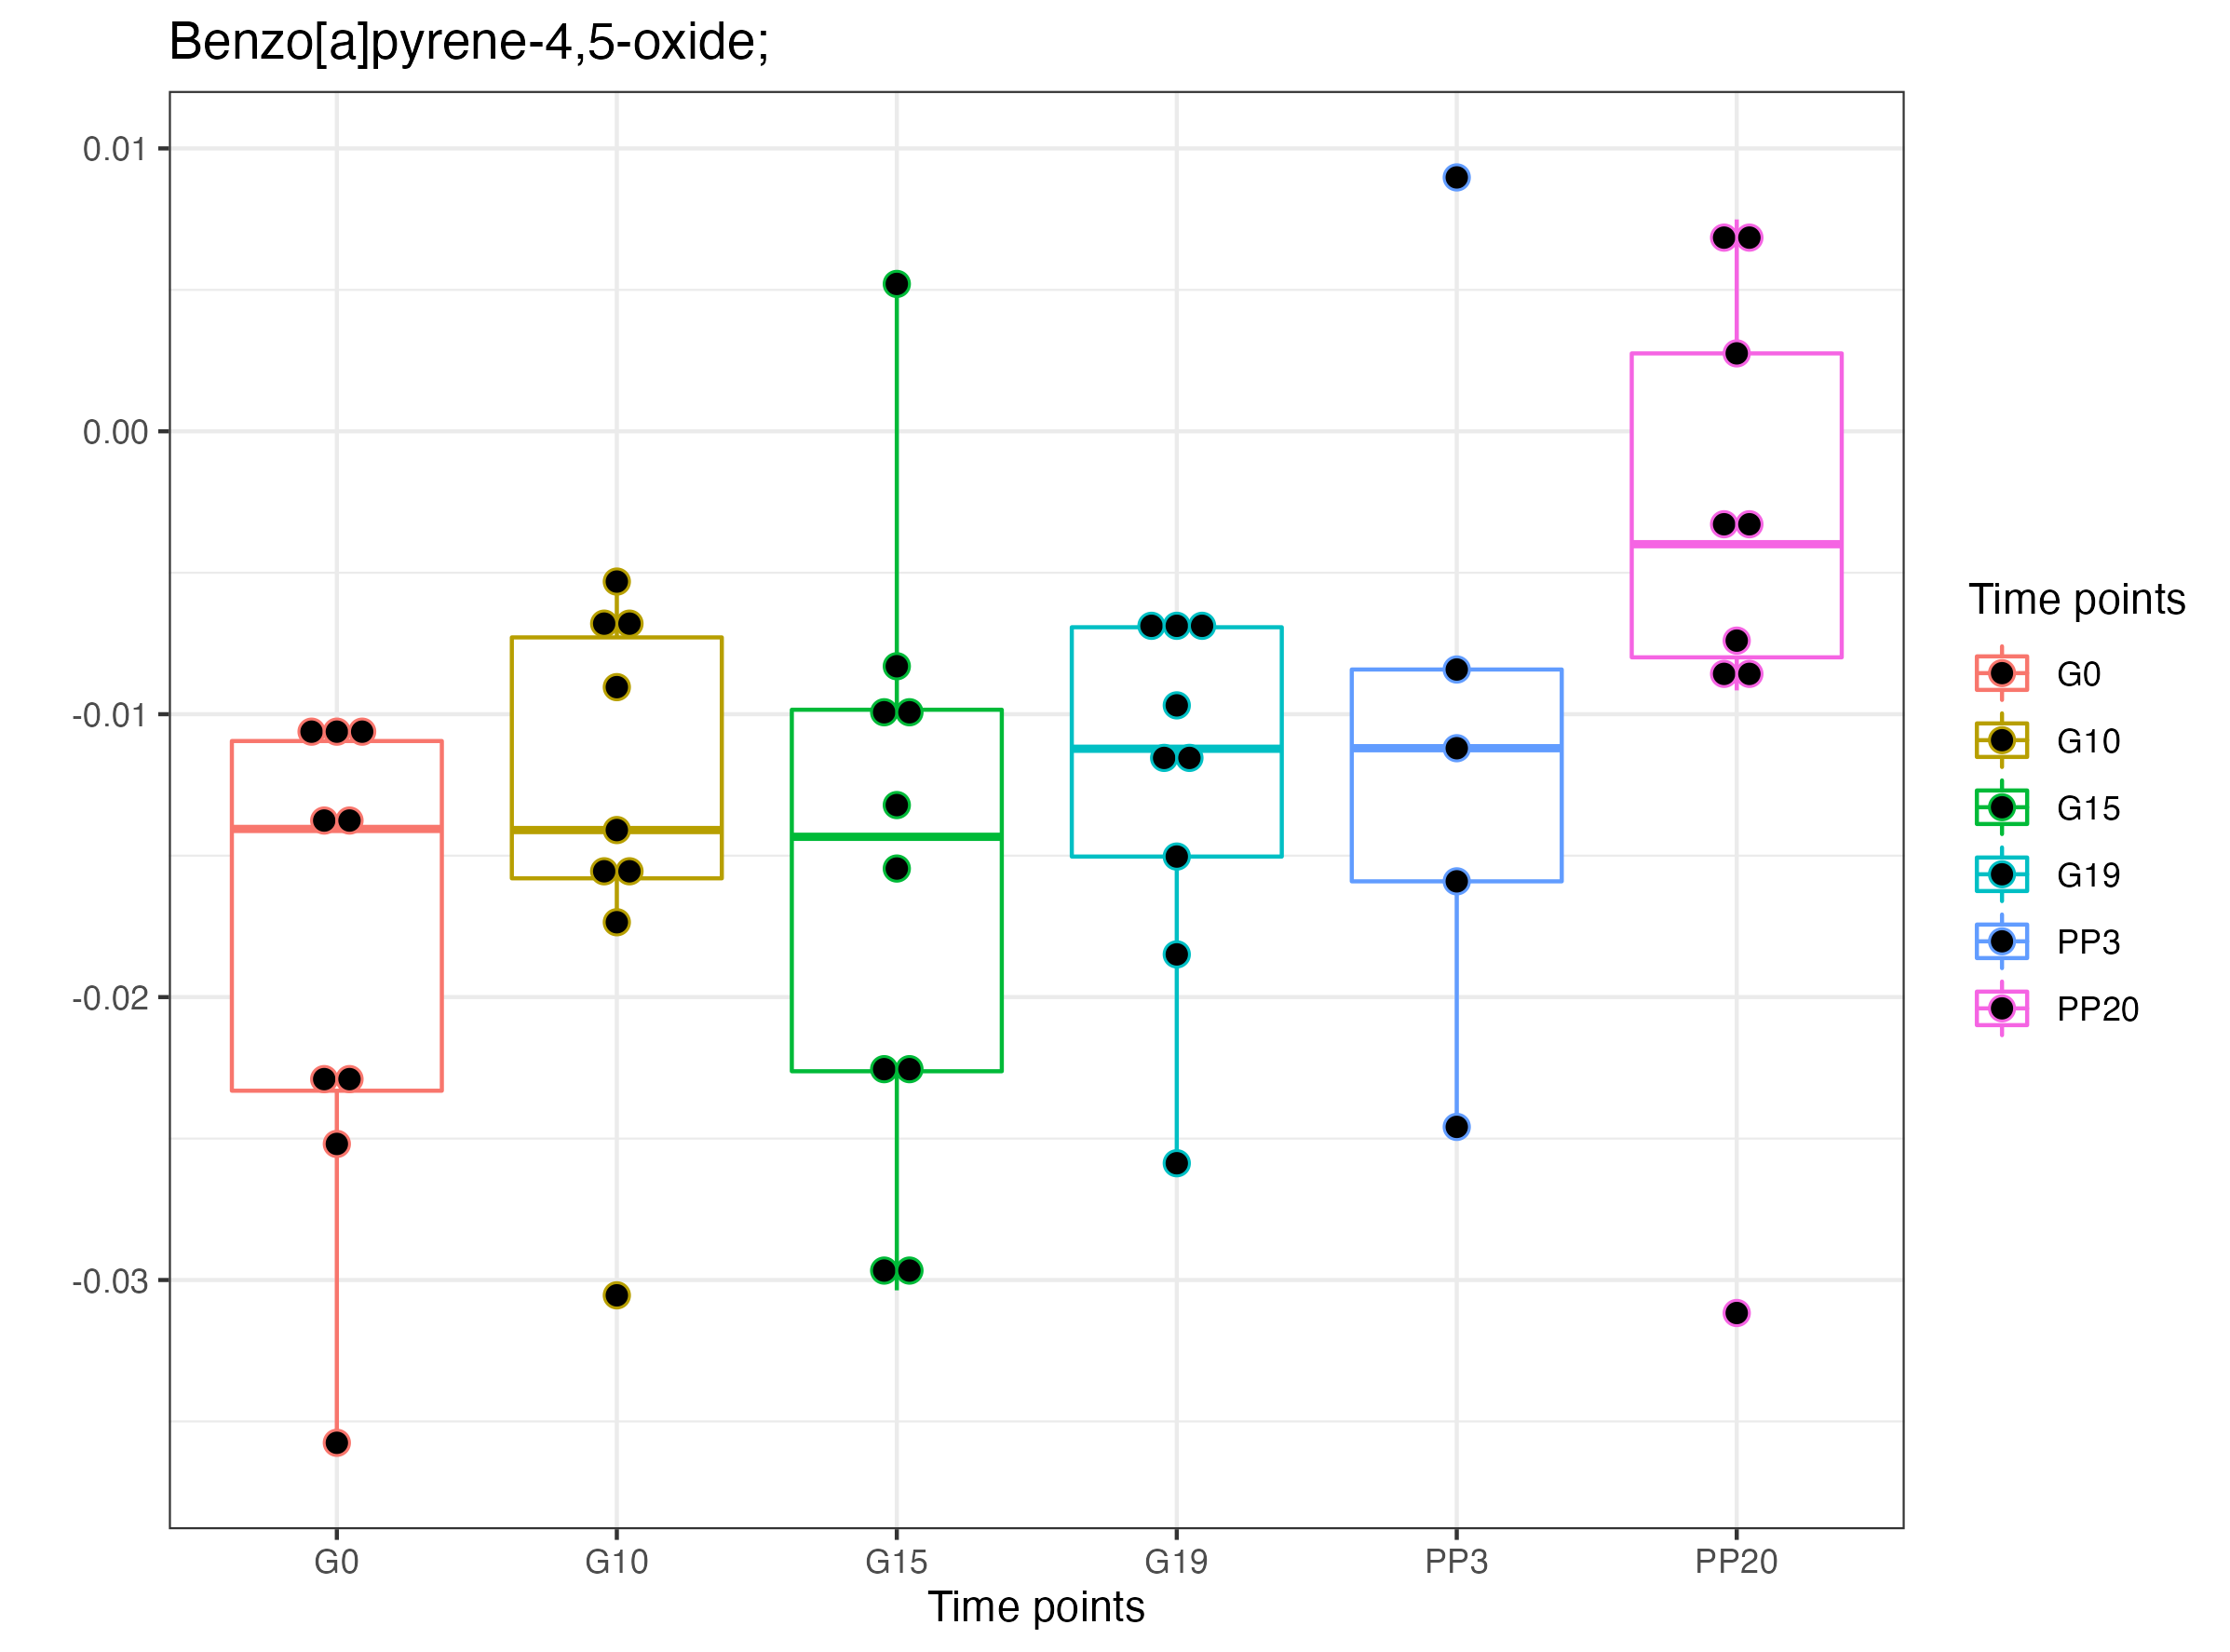 Benzo[a]pyrene-4,5-oxide;
0.01
0.00
-0.01
-0.02
-0.03
G0 G10 G15 G19 PP3 PP20
Time points
Time points
G0
G10
G15
G19
PP3
PP20